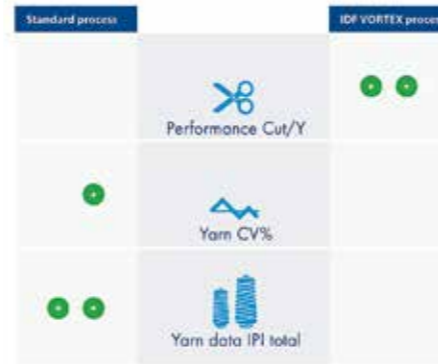 Standard process
IDF VORTEX process
Performance Cut/Y
Yarn CV%
Yarn data IPI total